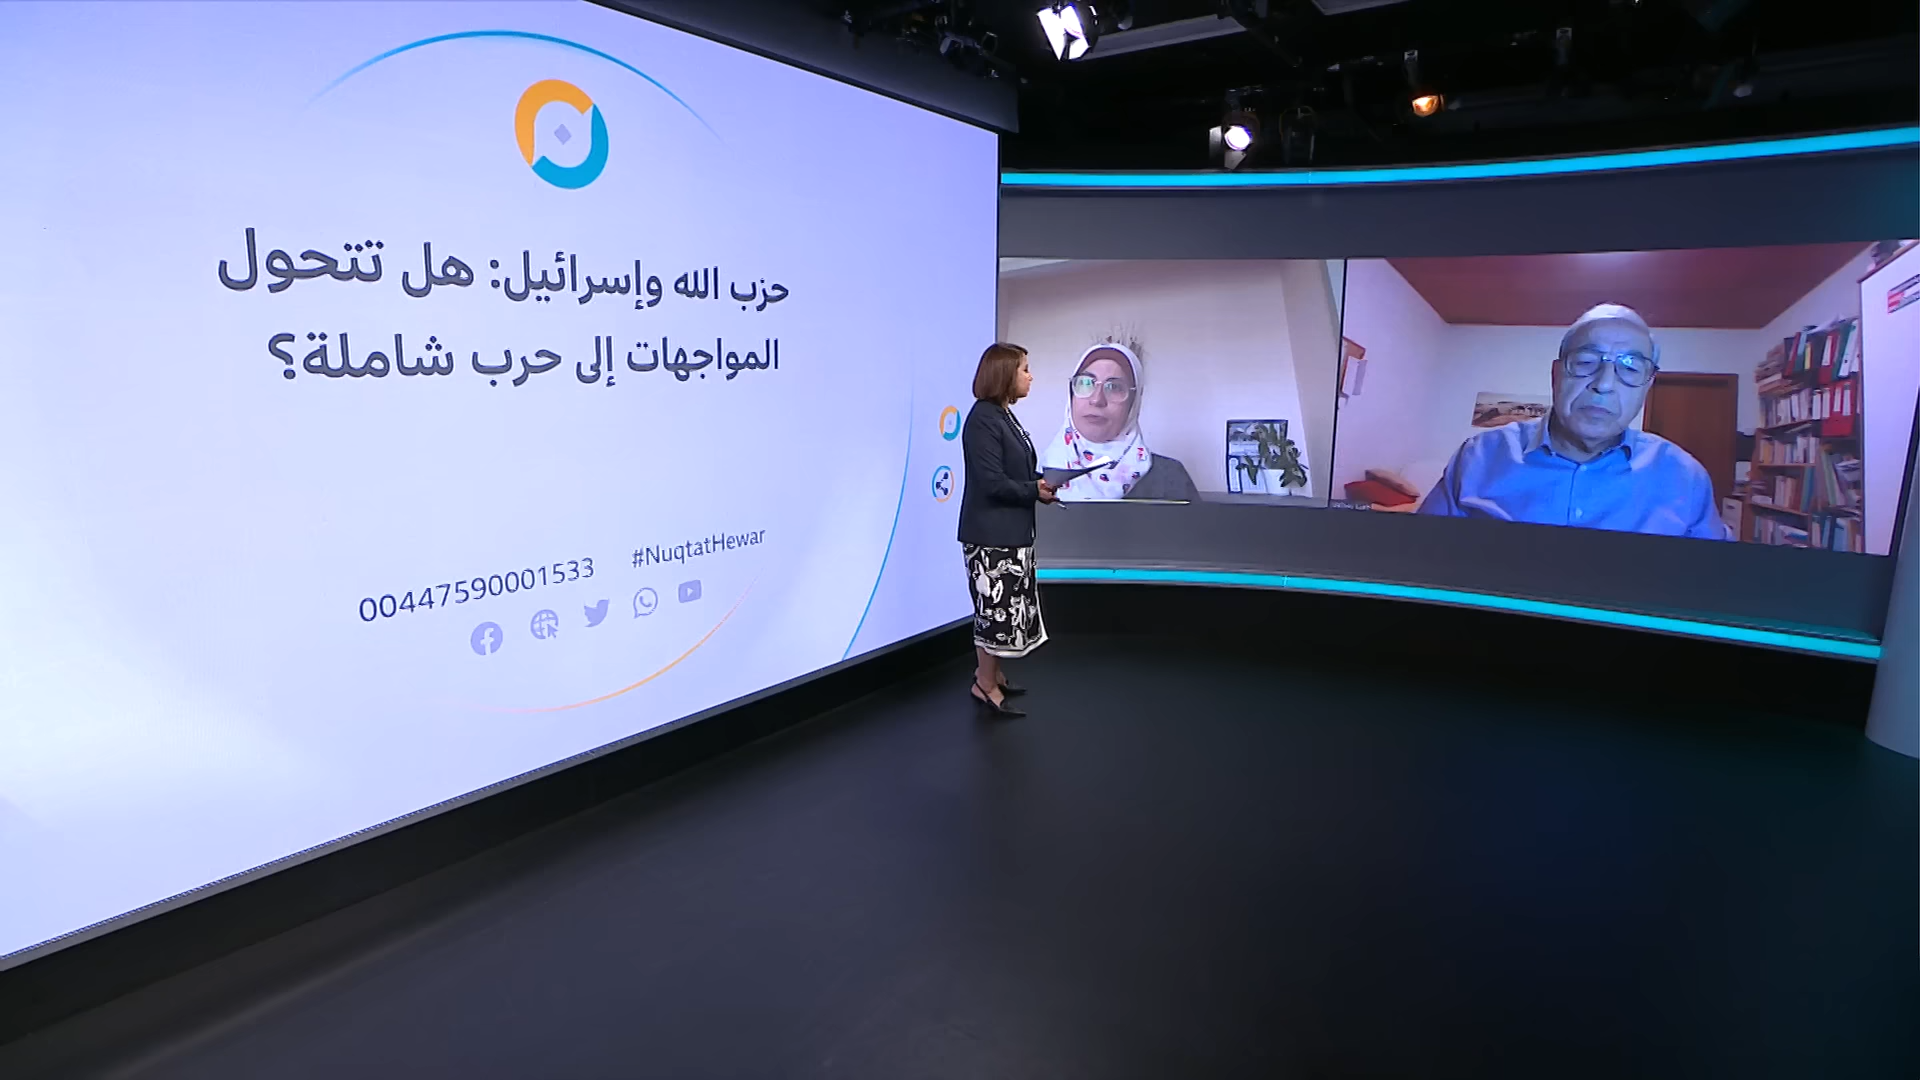 حزب الله وإسرائيل: هل تتحول
المواجهات إلى حرب شاملة؟
00447590001533 #NuqtatHewar